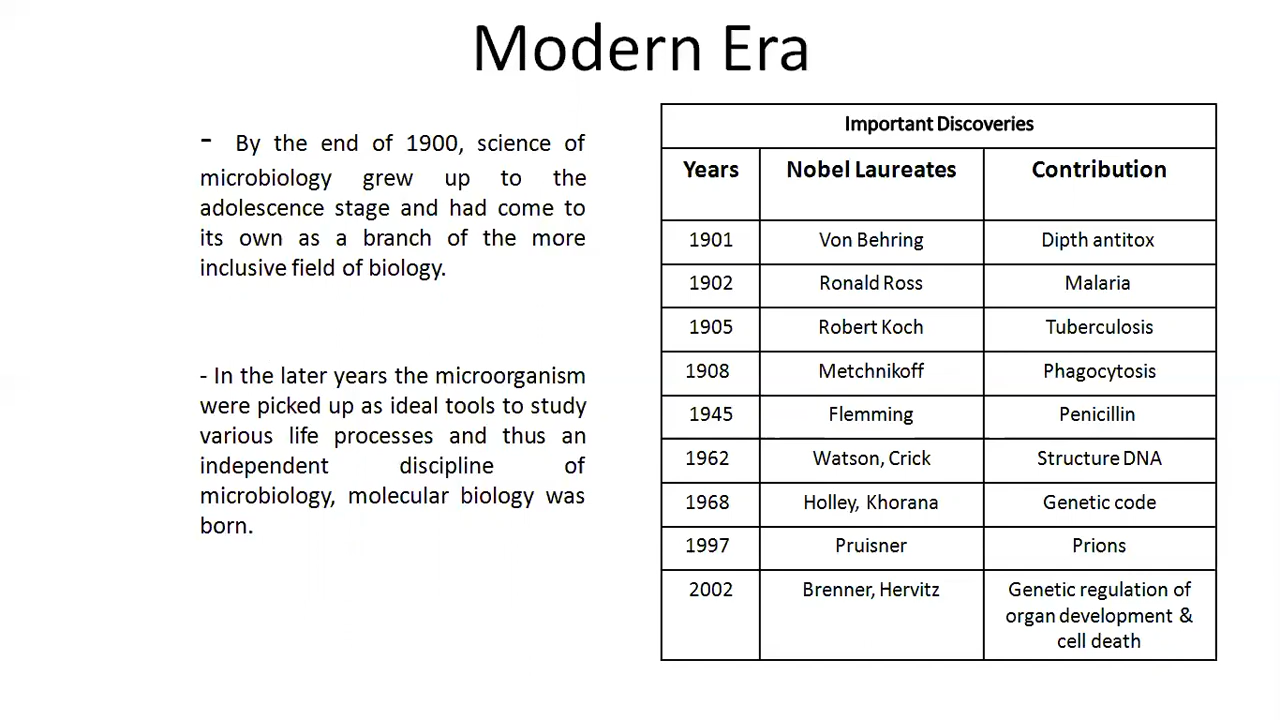 Modern Era
- By the end of 1900, science of
microbiology grew up to the
adolescence stage and had come to
its own as a branch of the more
inclusive field of biology.
- In the later years the microorganism
were picked up as ideal tools to study
various life processes and thus an
independent discipline of
microbiology, molecular biology was
born.
Important Discoveries
Years Nobel Laureates Contribution
1901 Von Behring Dipth antitox
1902 Ronald Ross Malaria
1905 Robert Koch Tuberculosis
1908 Metchnikoff Phagocytosis
1945 Flemming Penicillin
1962 Watson, Crick Structure DNA
1968 Holley, Khorana Genetic code
1997 Pruisner Prions
2002 Brenner, Hervitz Genetic regulation of
organ development &
cell death